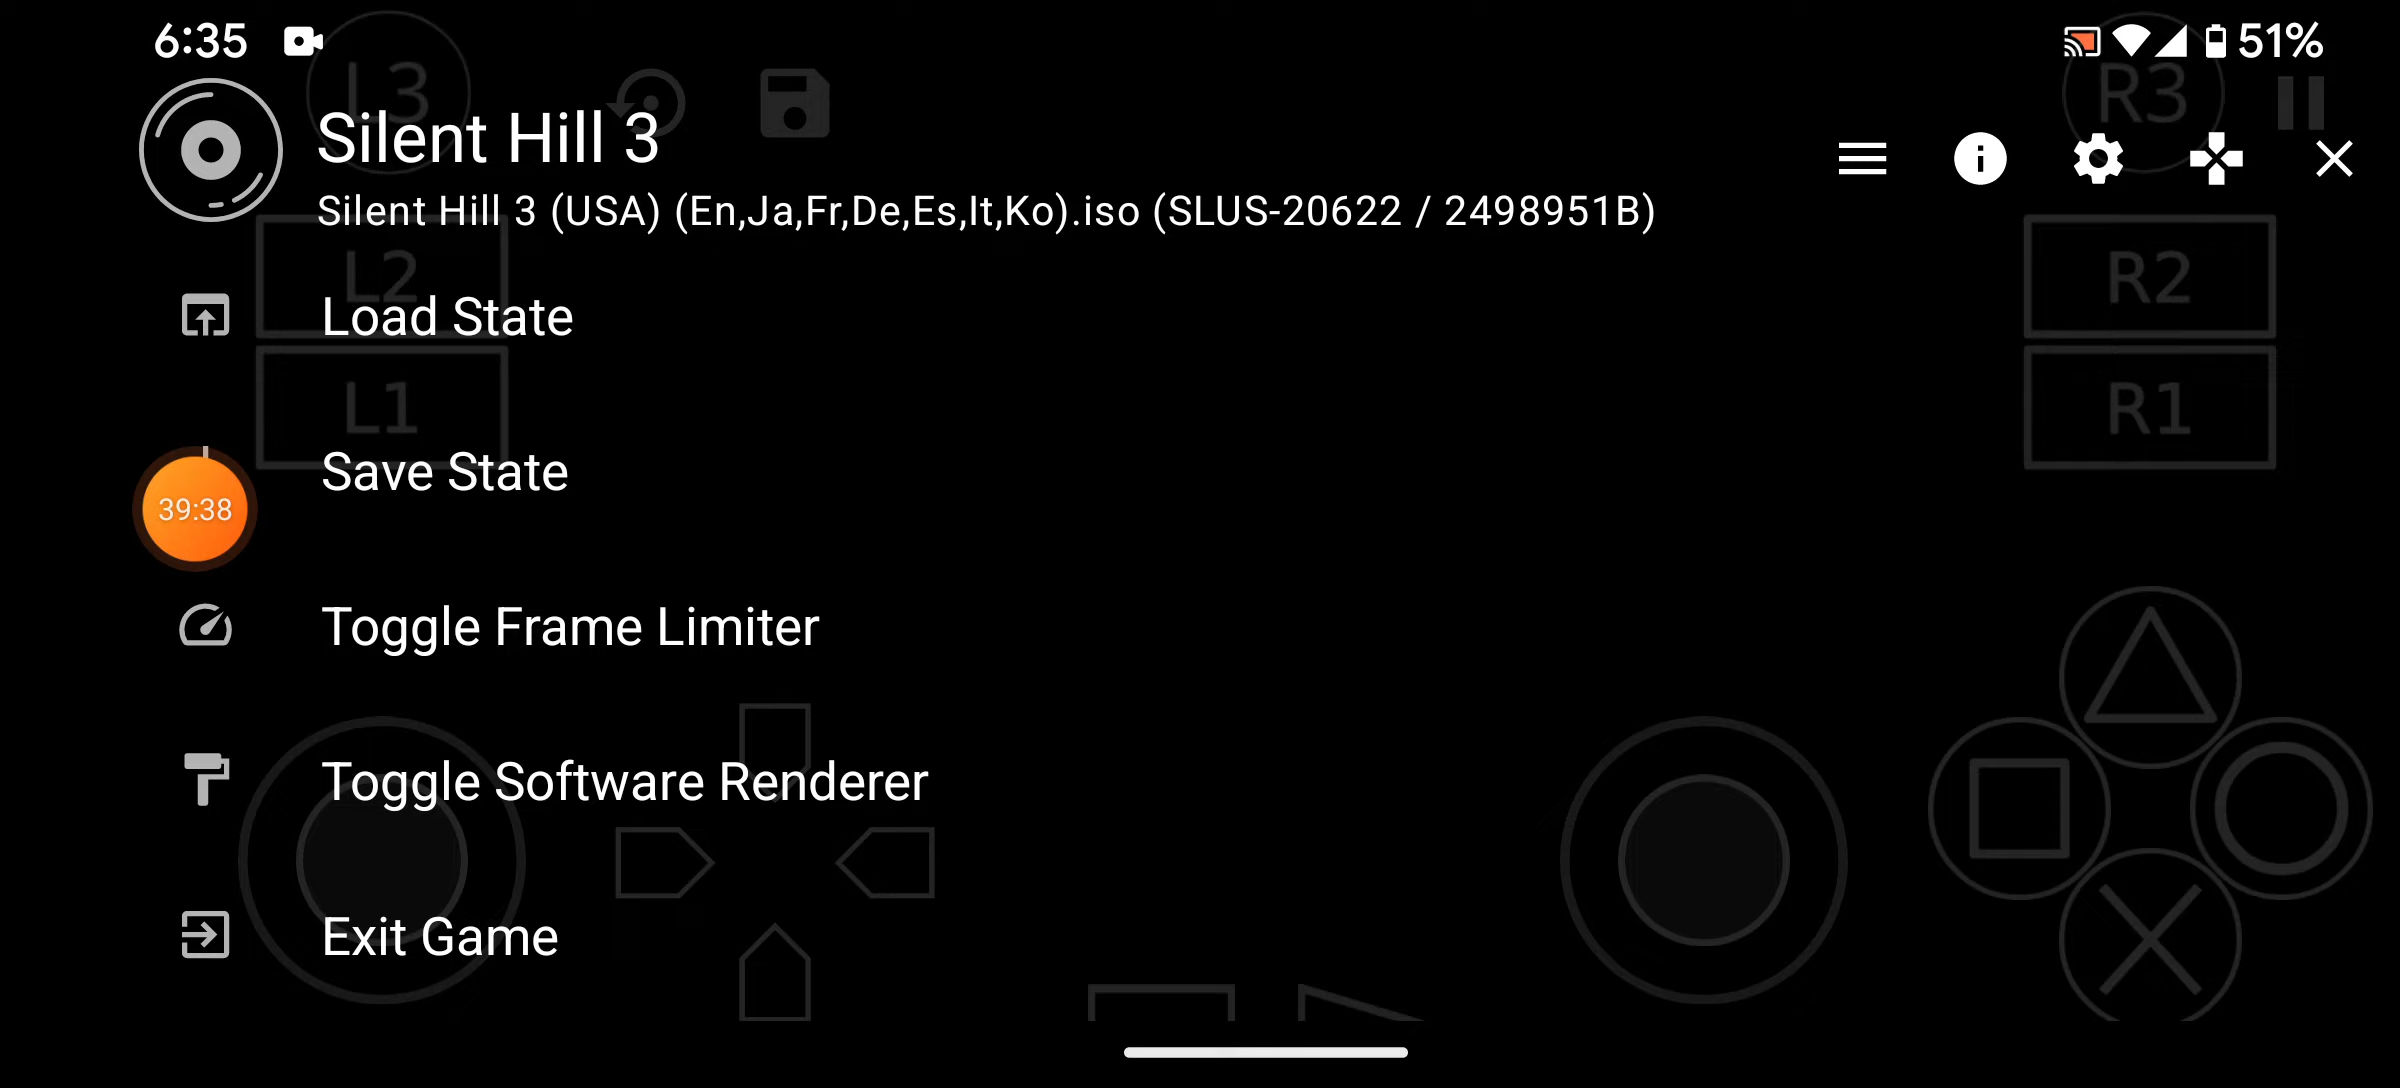 6:35
51%
L3
R3
Silent Hill 3
Silent Hill 3 (USA) (En,Ja,Fr,De,Es,It,Ko).iso (SLUS-20622 / 2498951B)
L2
R2
Load State
L1
R1
Save State
39:38
Toggle Frame Limiter
Toggle Software Renderer
Exit Game